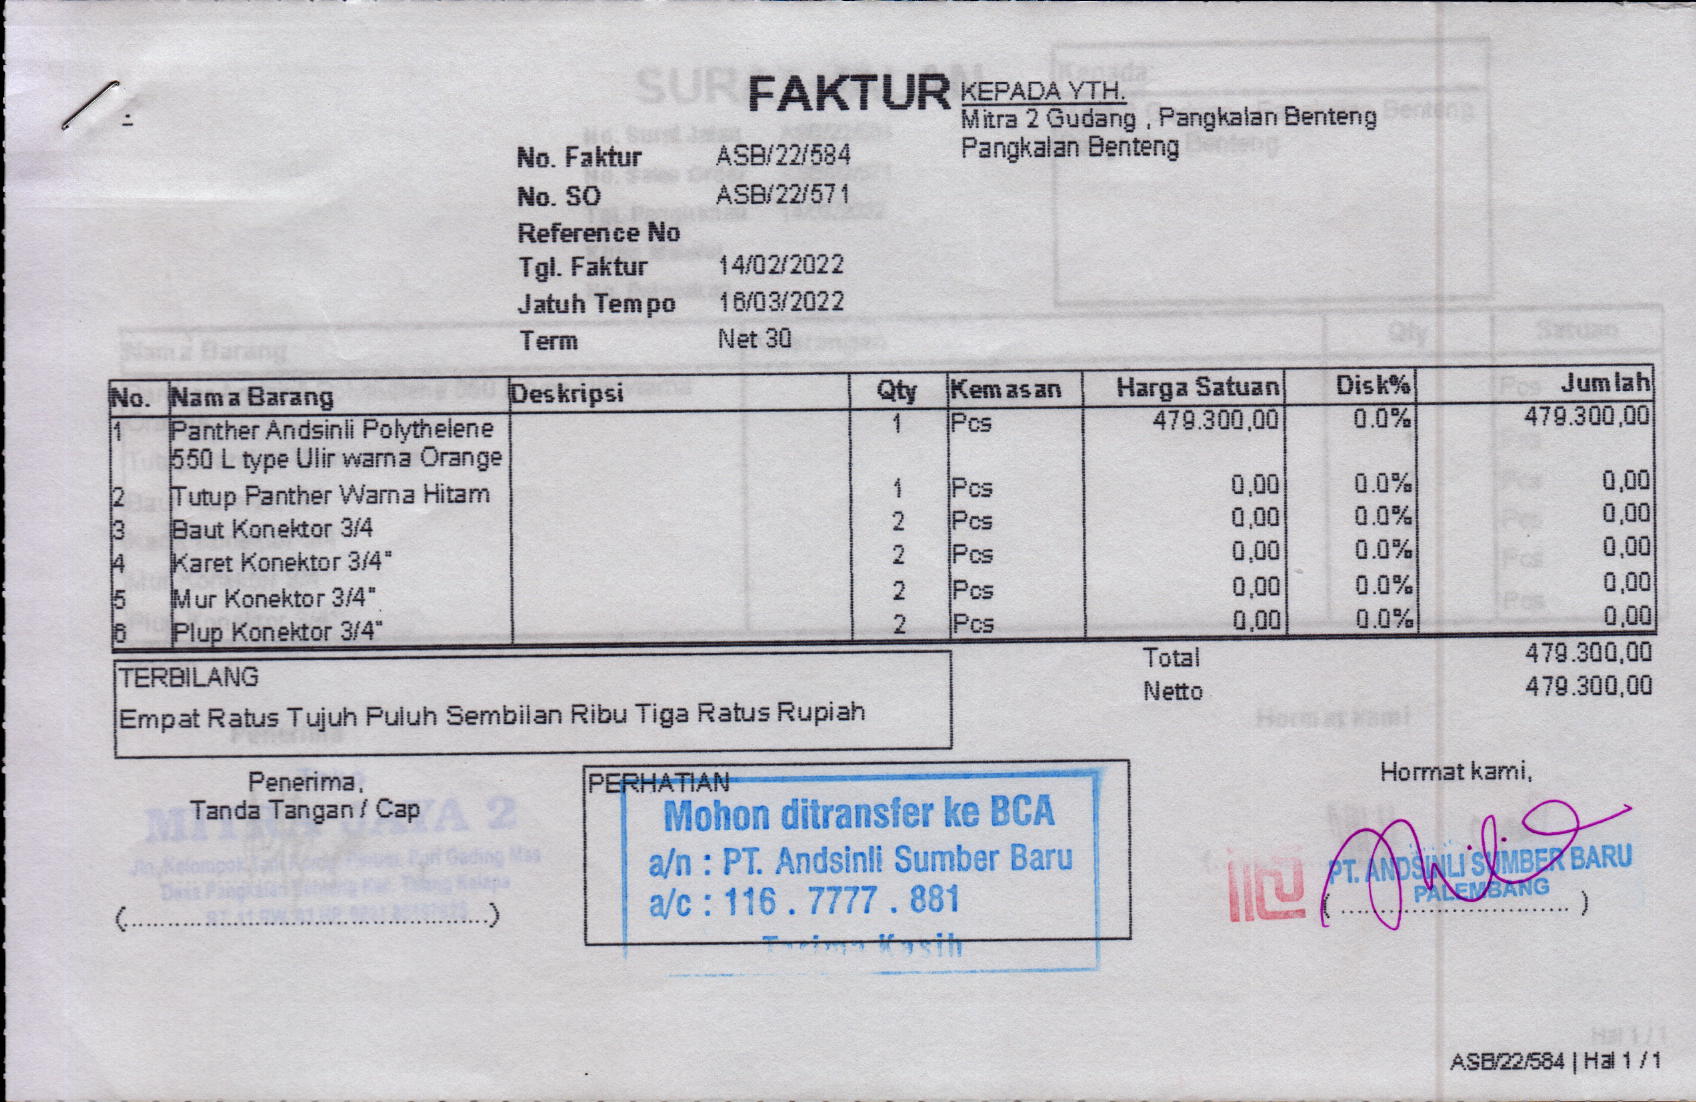 FAKTUR
KEPADA YTH.
Mitra 2 Gudang , Pangkalan Benteng
Pangkalan Benteng
No. Faktur ASB/22/584
No. SO ASB/22/571
Reference No
Tgl. Faktur 14/02/2022
Jatuh Tempo 16/03/2022
Term Net 30
No. Nama Barang Deskripsi Qty Kemasan Harga Satuan Disk% Jumlah
1 Panther Andsinli Polythelene 1 Pcs 479.300,00 0.0% 479.300,00
550 L type Ulir warna Orange
2 Tutup Panther Warna Hitam 1 Pcs 0,00 0.0% 0,00
3 Baut Konektor 3/4 2 Pcs 0,00 0.0% 0,00
4 Karet Konektor 3/4" 2 Pcs 0,00 0.0% 0,00
5 Mur Konektor 3/4" 2 Pcs 0,00 0.0% 0,00
6 Plup Konektor 3/4" 2 Pcs 0,00 0.0% 0,00
Total 479.300,00
Netto 479.300,00
TERBILANG
Empat Ratus Tujuh Puluh Sembilan Ribu Tiga Ratus Rupiah
Penerima,
Tanda Tangan / Cap
(..................................................)
PERHATIAN
Mohon ditransfer ke BCA
a/n : PT. Andsinli Sumber Baru
a/c : 116 . 7777 . 881
Terima Kasih
Hormat kami,
PT. ANDSINLI SUMBER BARU
PALEMBANG
( .............................. )
ASB/22/584 | Hal 1 / 1